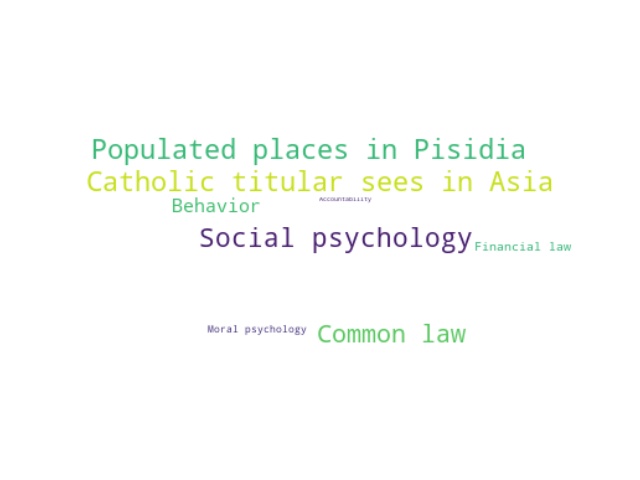 Populated places in Pisidia
Catholic titular sees in Asia
Accountability
Behavior
Social psychology
Financial law
Moral psychology
Common law